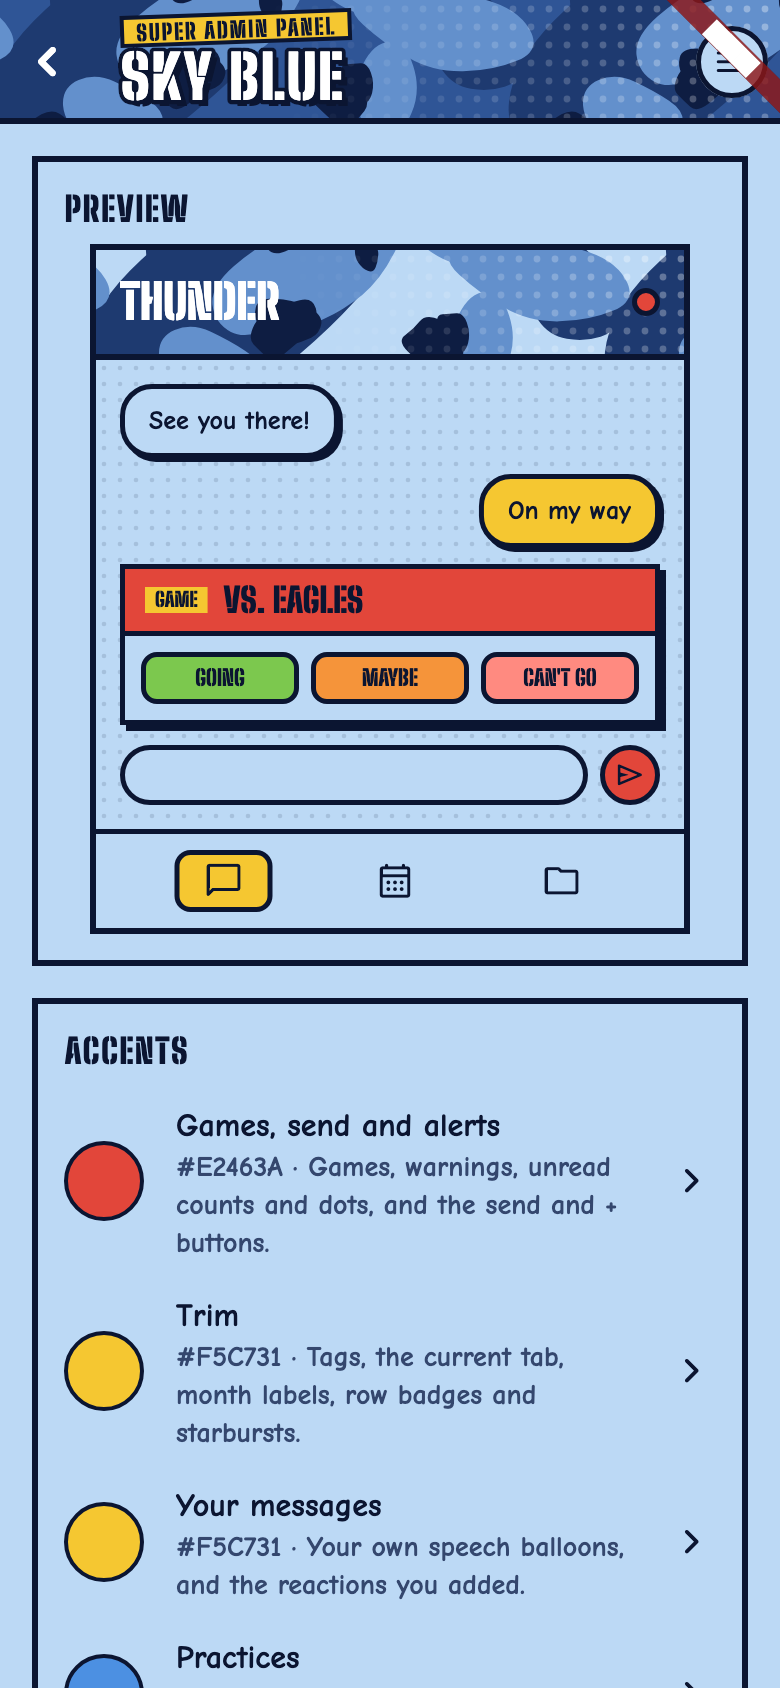 SUPER ADMIN PANEL
SKY BLUE
PREVIEW
THUNDER
See you there!
On my way
GAME VS. EAGLES
GOING MAYBE CAN'T GO
ACCENTS
Games, send and alerts
#E2463A · Games, warnings, unread
counts and dots, and the send and +
buttons.
Trim
#F5C731 · Tags, the current tab,
month labels, row badges and
starbursts.
Your messages
#F5C731 · Your own speech balloons,
and the reactions you added.
Practices